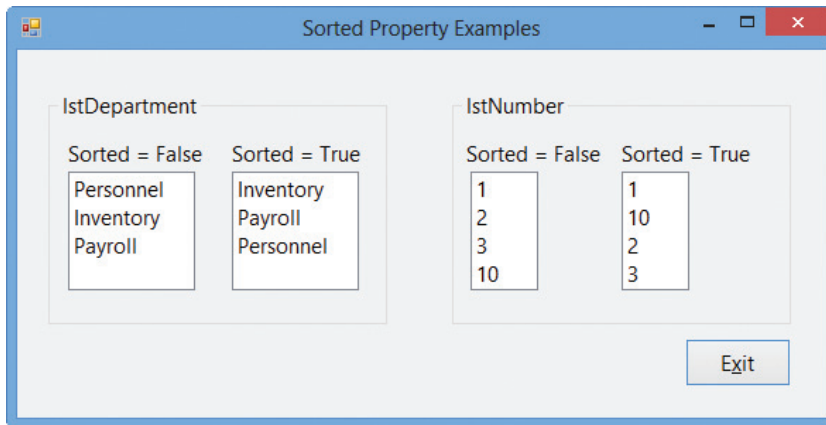 Sorted Property Examples
lstDepartment
Sorted = False
Sorted = True
Personnel
Inventory
Payroll
Inventory
Payroll
Personnel
lstNumber
Sorted = False
Sorted = True
1
2
3
10
1
10
2
3
Exit